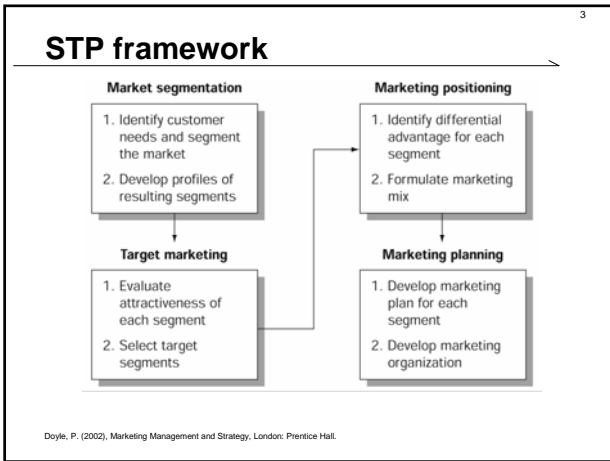 3
STP framework
Market segmentation
1. Identify customer
needs and segment
the market
2. Develop profiles of
resulting segments
Target marketing
1. Evaluate
attractiveness of
each segment
2. Select target
segments
Marketing positioning
1. Identify differential
advantage for each
segment
2. Formulate marketing
mix
Marketing planning
1. Develop marketing
plan for each
segment
2. Develop marketing
organization
Doyle, P. (2002), Marketing Management and Strategy, London: Prentice Hall.